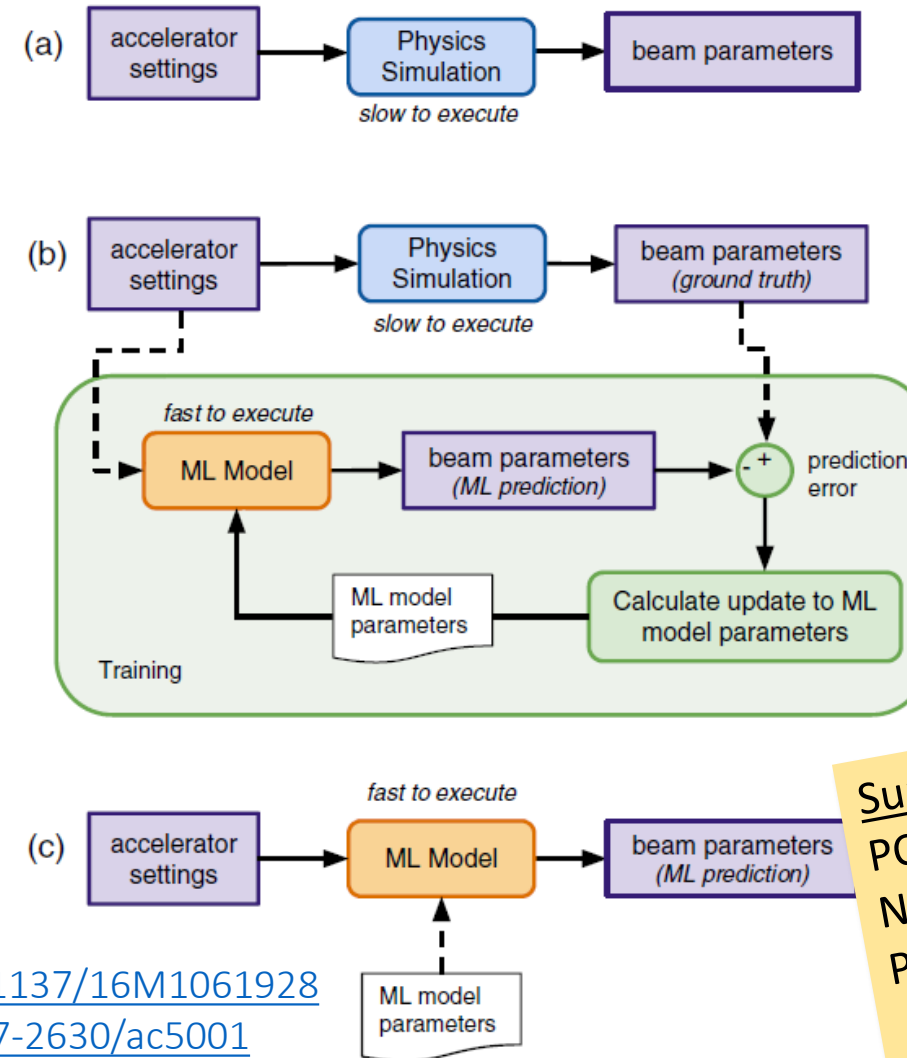 (a)
accelerator
settings
Physics
Simulation
slow to execute
beam parameters
(b)
accelerator
settings
Physics
Simulation
slow to execute
beam parameters
(ground truth)
fast to execute
ML Model
beam parameters
(ML prediction)
- +
prediction
error
ML model
parameters
Calculate update to ML
model parameters
Training
(c)
accelerator
settings
fast to execute
ML Model
beam parameters
(ML prediction)
ML model
parameters
1137/16M1061928
7-2630/ac5001